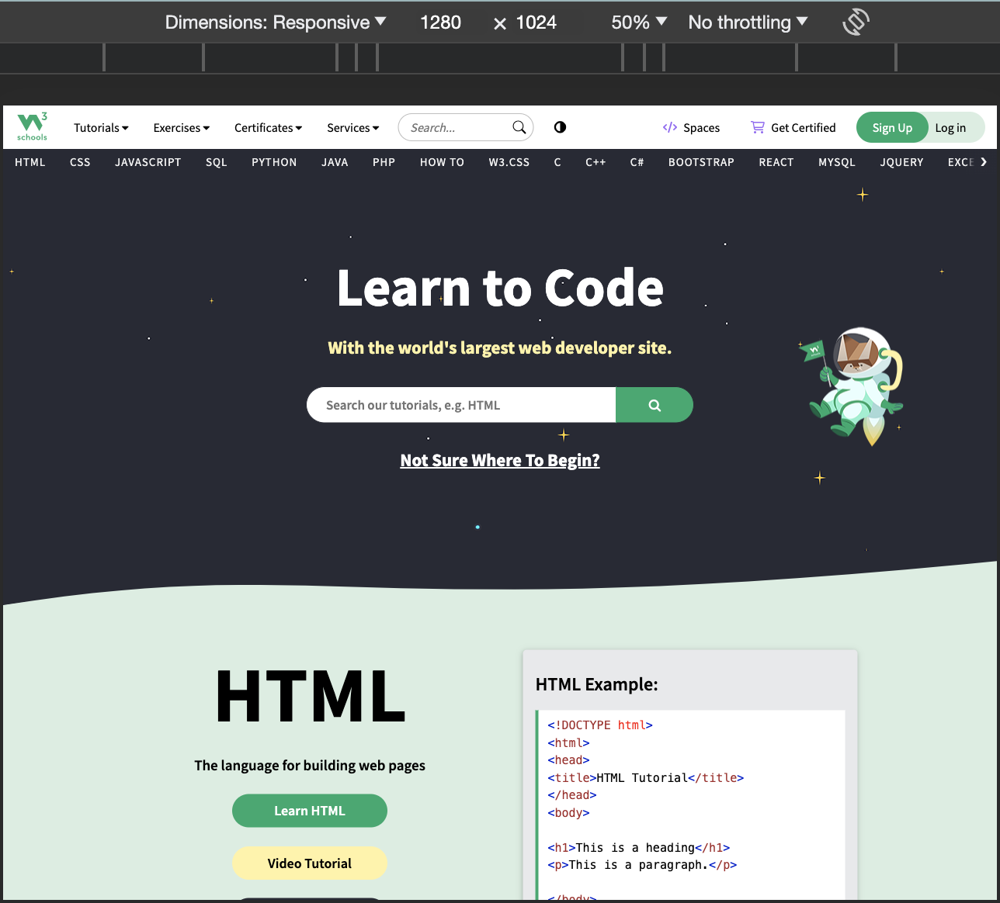 Dimensions: Responsive ▼ 1280 × 1024 50% ▼ No throttling ▼
3
schools
Tutorials Exercises Certificates Services Search... Spaces Get Certified Sign Up Log in
HTML CSS JAVASCRIPT SQL PYTHON JAVA PHP HOW TO W3.CSS C C++ C# BOOTSTRAP REACT MYSQL JQUERY EXCE ❯
Learn to Code
With the world's largest web developer site.
Search our tutorials, e.g. HTML
Not Sure Where To Begin?
HTML
The language for building web pages
Learn HTML
Video Tutorial
HTML Example:
<!DOCTYPE html>
<html>
<head>
<title>HTML Tutorial</title>
</head>
<body>
<h1>This is a heading</h1>
<p>This is a paragraph.</p>
</body>